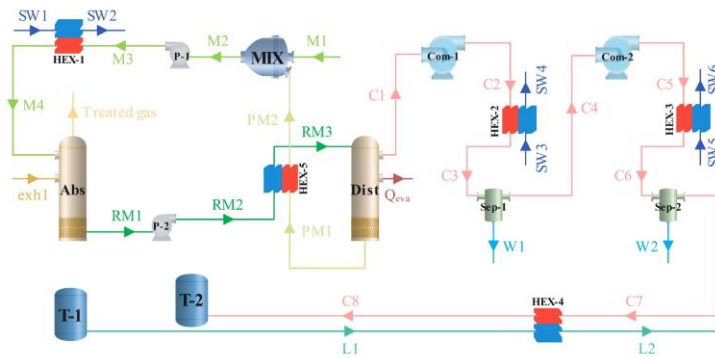 SW1
SW2
HEX-1
M3
P-1
M2
MIX
M1
M4
Treated gas
exh1
Abs
RM1
P-2
RM2
RM3
PM2
HEX-5
PM1
Dist
Qeva
C1
Com-1
C2
SW4
HEX-2
SW3
C3
Sep-1
W1
C4
Com-2
C5
SW6
HEX-3
SW5
C6
Sep-2
W2
T-1
T-2
C8
HEX-4
C7
L1
L2